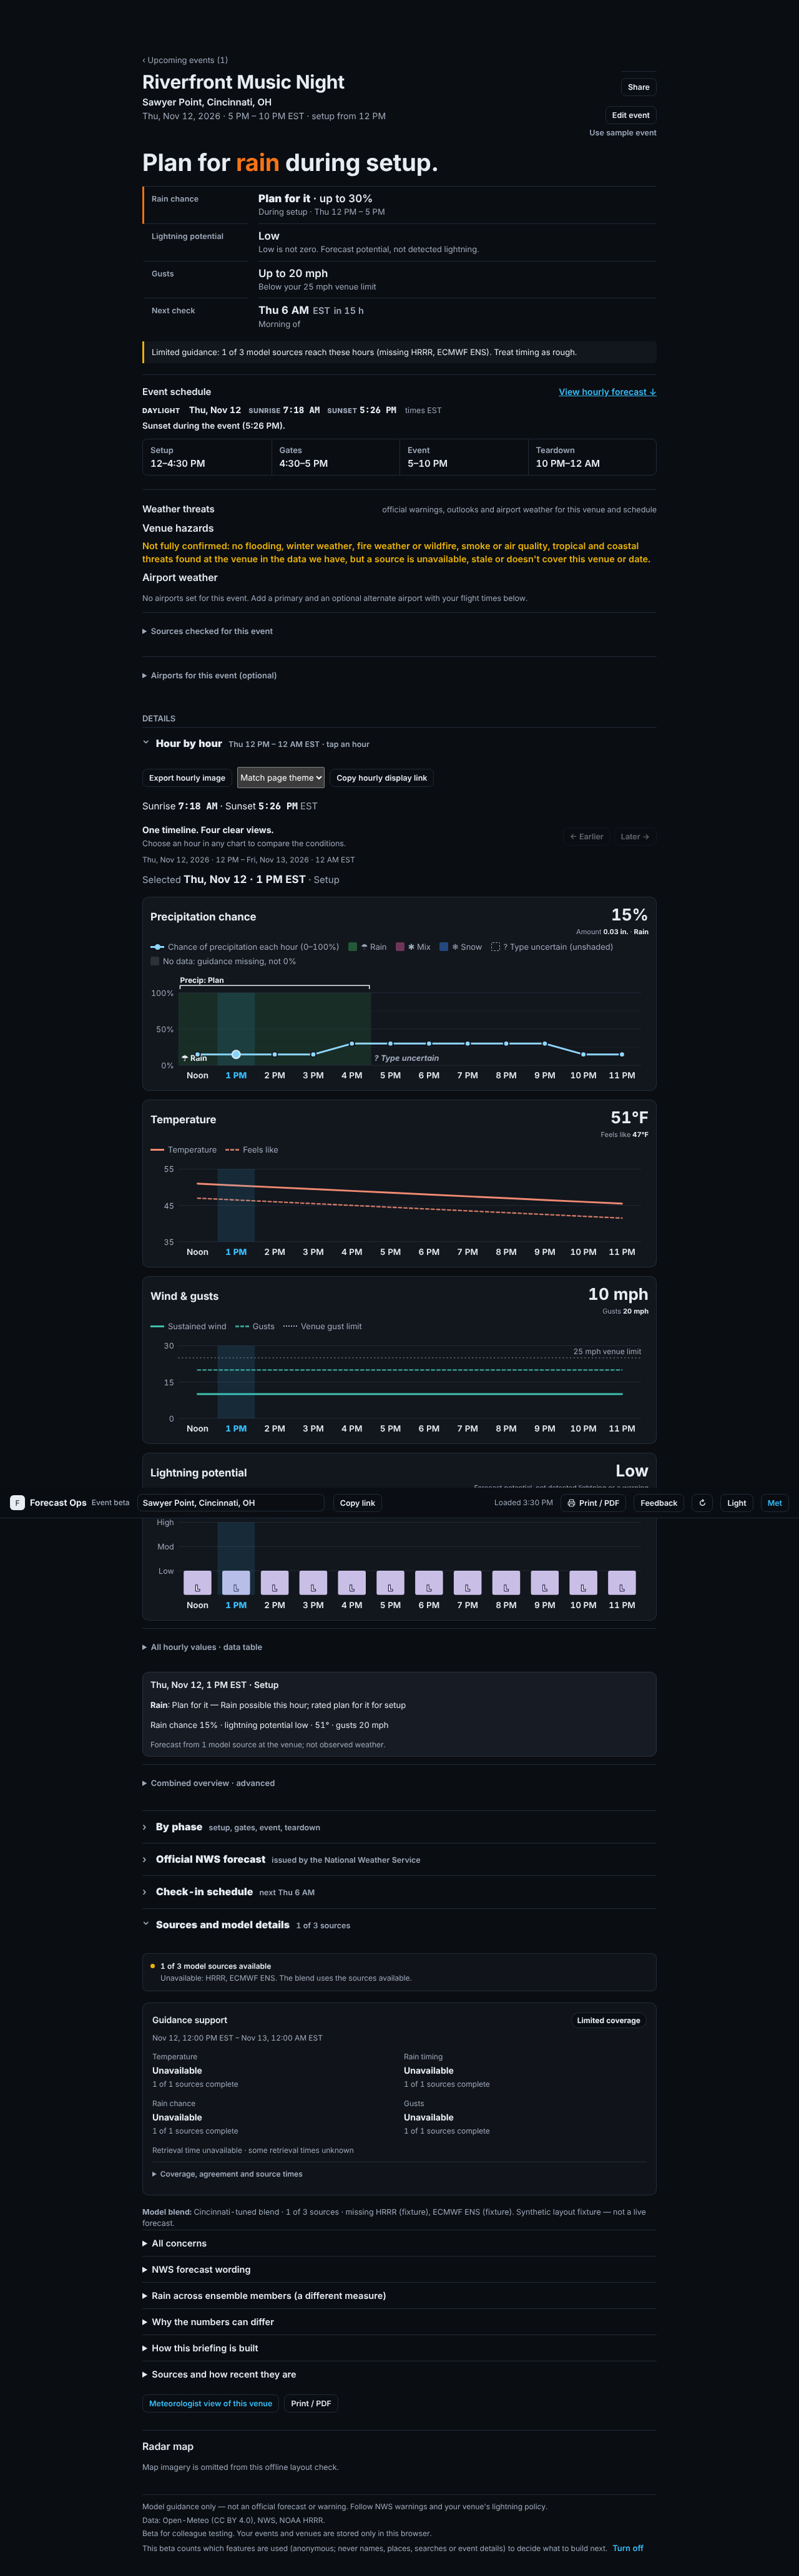 ‹ Upcoming events (1)
Riverfront Music Night
Sawyer Point, Cincinnati, OH
Thu, Nov 12, 2026 · 5 PM – 10 PM EST · setup from 12 PM
Share
Edit event
Use sample event
Plan for rain during setup.
Rain chance
Plan for it · up to 30%
During setup · Thu 12 PM – 5 PM
Lightning potential
Low
Low is not zero. Forecast potential, not detected lightning.
Gusts
Up to 20 mph
Below your 25 mph venue limit
Next check
Thu 6 AM EST in 15 h
Morning of
Limited guidance: 1 of 3 model sources reach these hours (missing HRRR, ECMWF ENS). Treat timing as rough.
Event schedule
View hourly forecast ↓
DAYLIGHT Thu, Nov 12 SUNRISE 7:18 AM SUNSET 5:26 PM times EST
Sunset during the event (5:26 PM).
Setup
12–4:30 PM
Gates
4:30–5 PM
Event
5–10 PM
Teardown
10 PM–12 AM
Weather threats
official warnings, outlooks and airport weather for this venue and schedule
Venue hazards
Not fully confirmed: no flooding, winter weather, fire weather or wildfire, smoke or air quality, tropical and coastal
threats found at the venue in the data we have, but a source is unavailable, stale or doesn't cover this venue or date.
Airport weather
No airports set for this event. Add a primary and an optional alternate airport with your flight times below.
▶ Sources checked for this event
▶ Airports for this event (optional)
DETAILS
Hour by hour Thu 12 PM – 12 AM EST · tap an hour
Export hourly image
Match page theme
Copy hourly display link
Sunrise 7:18 AM · Sunset 5:26 PM EST
One timeline. Four clear views.
Choose an hour in any chart to compare the conditions.
← Earlier
Later →
Thu, Nov 12, 2026 · 12 PM – Fri, Nov 13, 2026 · 12 AM EST
Selected Thu, Nov 12 · 1 PM EST · Setup
Precipitation chance
15%
Amount 0.03 in. · Rain
Chance of precipitation each hour (0–100%) ☂ Rain ✱ Mix ❄ Snow ? Type uncertain (unshaded)
No data: guidance missing, not 0%
Precip: Plan
100%
50%
0%
☂ Rain
? Type uncertain
Noon 1 PM 2 PM 3 PM 4 PM 5 PM 6 PM 7 PM 8 PM 9 PM 10 PM 11 PM
Temperature
51°F
Feels like 47°F
Temperature Feels like
55
45
35
Noon 1 PM 2 PM 3 PM 4 PM 5 PM 6 PM 7 PM 8 PM 9 PM 10 PM 11 PM
Wind & gusts
10 mph
Gusts 20 mph
Sustained wind Gusts Venue gust limit
30
15
0
25 mph venue limit
Noon 1 PM 2 PM 3 PM 4 PM 5 PM 6 PM 7 PM 8 PM 9 PM 10 PM 11 PM
Lightning potential
Low
F Forecast Ops Event beta
Sawyer Point, Cincinnati, OH
Copy link
Loaded 3:30 PM
Print / PDF
Feedback
Light
Met
High
Mod
Low
L L L L L L L L L L L L
Noon 1 PM 2 PM 3 PM 4 PM 5 PM 6 PM 7 PM 8 PM 9 PM 10 PM 11 PM
▶ All hourly values · data table
Thu, Nov 12, 1 PM EST · Setup
Rain: Plan for it — Rain possible this hour; rated plan for it for setup
Rain chance 15% · lightning potential low · 51° · gusts 20 mph
Forecast from 1 model source at the venue; not observed weather.
▶ Combined overview · advanced
› By phase setup, gates, event, teardown
› Official NWS forecast issued by the National Weather Service
› Check-in schedule next Thu 6 AM
Sources and model details 1 of 3 sources
1 of 3 model sources available
Unavailable: HRRR, ECMWF ENS. The blend uses the sources available.
Guidance support
Limited coverage
Nov 12, 12:00 PM EST – Nov 13, 12:00 AM EST
Temperature
Unavailable
1 of 1 sources complete
Rain timing
Unavailable
1 of 1 sources complete
Rain chance
Unavailable
1 of 1 sources complete
Gusts
Unavailable
1 of 1 sources complete
Retrieval time unavailable · some retrieval times unknown
▶ Coverage, agreement and source times
Model blend: Cincinnati-tuned blend · 1 of 3 sources · missing HRRR (fixture), ECMWF ENS (fixture). Synthetic layout fixture — not a live
forecast.
▶ All concerns
▶ NWS forecast wording
▶ Rain across ensemble members (a different measure)
▶ Why the numbers can differ
▶ How this briefing is built
▶ Sources and how recent they are
Meteorologist view of this venue
Print / PDF
Radar map
Map imagery is omitted from this offline layout check.
Model guidance only — not an official forecast or warning. Follow NWS warnings and your venue's lightning policy.
Data: Open-Meteo (CC BY 4.0), NWS, NOAA HRRR.
Beta for colleague testing. Your events and venues are stored only in this browser.
This beta counts which features are used (anonymous; never names, places, searches or event details) to decide what to build next. Turn off